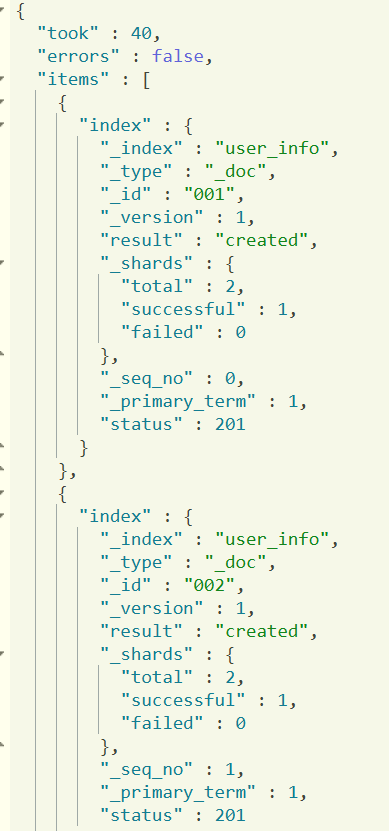 {
  "took" : 40,
  "errors" : false,
  "items" : [
    {
      "index" : {
        "_index" : "user_info",
        "_type" : "_doc",
        "_id" : "001",
        "_version" : 1,
        "result" : "created",
        "_shards" : {
          "total" : 2,
          "successful" : 1,
          "failed" : 0
        },
        "_seq_no" : 0,
        "_primary_term" : 1,
        "status" : 201
      }
    },
    {
      "index" : {
        "_index" : "user_info",
        "_type" : "_doc",
        "_id" : "002",
        "_version" : 1,
        "result" : "created",
        "_shards" : {
          "total" : 2,
          "successful" : 1,
          "failed" : 0
        },
        "_seq_no" : 1,
        "_primary_term" : 1,
        "status" : 201